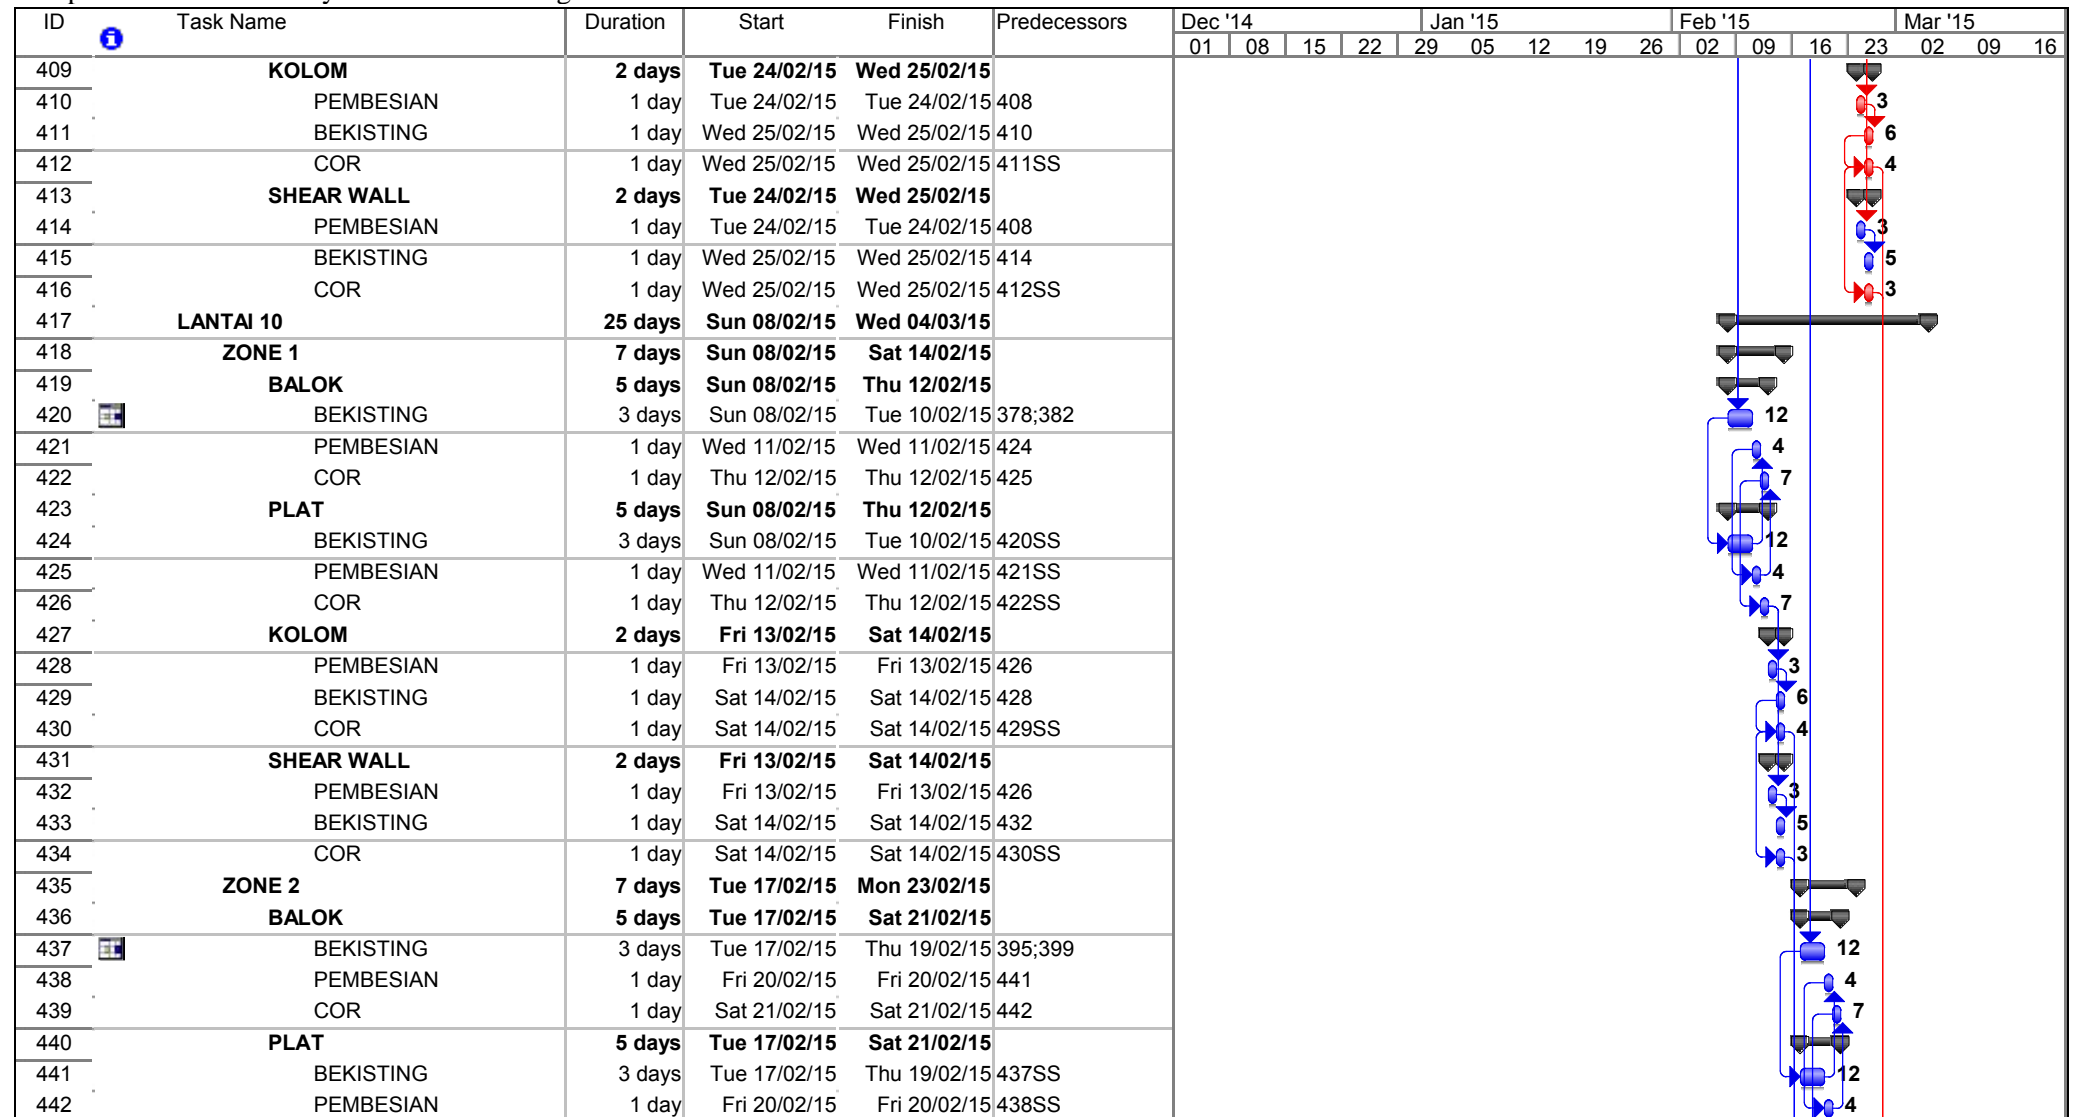 ID Task Name Duration Start Finish Predecessors Dec '14 Jan '15 Feb '15 Mar '15
01 08 15 22 29 05 12 19 26 02 09 16 23 02 09 16
409 KOLOM 2 days Tue 24/02/15 Wed 25/02/15
410 PEMBESIAN 1 day Tue 24/02/15 Tue 24/02/15 408 3
411 BEKISTING 1 day Wed 25/02/15 Wed 25/02/15 410 6
412 COR 1 day Wed 25/02/15 Wed 25/02/15 411SS 4
413 SHEAR WALL 2 days Tue 24/02/15 Wed 25/02/15
414 PEMBESIAN 1 day Tue 24/02/15 Tue 24/02/15 408 3
415 BEKISTING 1 day Wed 25/02/15 Wed 25/02/15 414 5
416 COR 1 day Wed 25/02/15 Wed 25/02/15 412SS 3
417 LANTAI 10 25 days Sun 08/02/15 Wed 04/03/15
418 ZONE 1 7 days Sun 08/02/15 Sat 14/02/15
419 BALOK 5 days Sun 08/02/15 Thu 12/02/15
420 BEKISTING 3 days Sun 08/02/15 Tue 10/02/15 378;382 12
421 PEMBESIAN 1 day Wed 11/02/15 Wed 11/02/15 424 4
422 COR 1 day Thu 12/02/15 Thu 12/02/15 425 7
423 PLAT 5 days Sun 08/02/15 Thu 12/02/15
424 BEKISTING 3 days Sun 08/02/15 Tue 10/02/15 420SS 12
425 PEMBESIAN 1 day Wed 11/02/15 Wed 11/02/15 421SS 4
426 COR 1 day Thu 12/02/15 Thu 12/02/15 422SS 7
427 KOLOM 2 days Fri 13/02/15 Sat 14/02/15
428 PEMBESIAN 1 day Fri 13/02/15 Fri 13/02/15 426 3
429 BEKISTING 1 day Sat 14/02/15 Sat 14/02/15 428 6
430 COR 1 day Sat 14/02/15 Sat 14/02/15 429SS 4
431 SHEAR WALL 2 days Fri 13/02/15 Sat 14/02/15
432 PEMBESIAN 1 day Fri 13/02/15 Fri 13/02/15 426 3
433 BEKISTING 1 day Sat 14/02/15 Sat 14/02/15 432 5
434 COR 1 day Sat 14/02/15 Sat 14/02/15 430SS 3
435 ZONE 2 7 days Tue 17/02/15 Mon 23/02/15
436 BALOK 5 days Tue 17/02/15 Sat 21/02/15
437 BEKISTING 3 days Tue 17/02/15 Thu 19/02/15 395;399 12
438 PEMBESIAN 1 day Fri 20/02/15 Fri 20/02/15 441 4
439 COR 1 day Sat 21/02/15 Sat 21/02/15 442 7
440 PLAT 5 days Tue 17/02/15 Sat 21/02/15
441 BEKISTING 3 days Tue 17/02/15 Thu 19/02/15 437SS 12
442 PEMBESIAN 1 day Fri 20/02/15 Fri 20/02/15 438SS 4